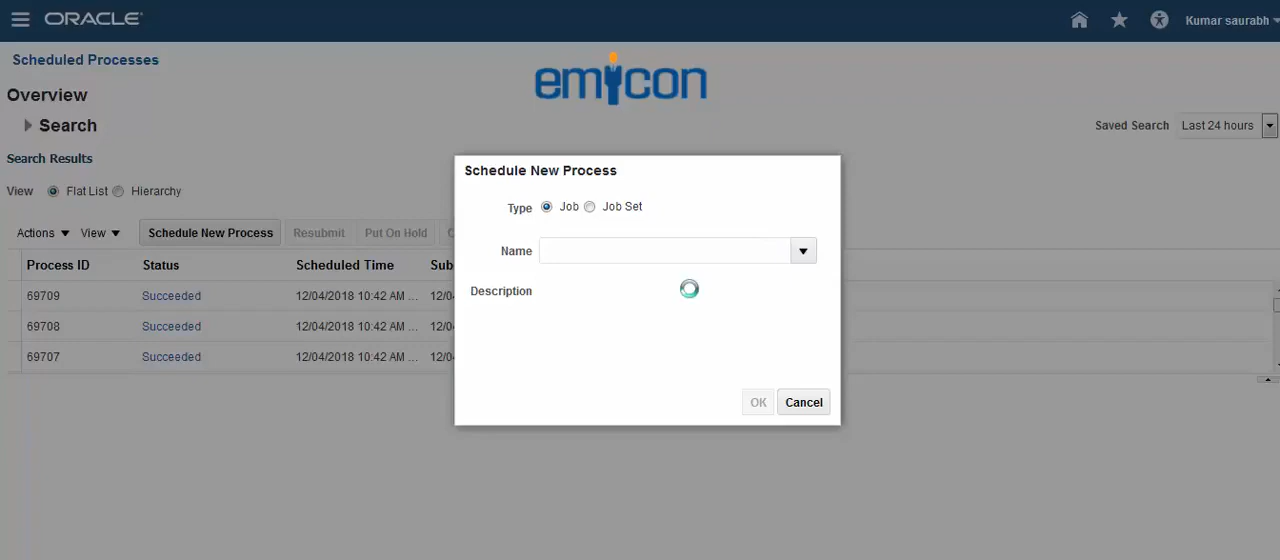 ORACLE
Kumar saurabh
Scheduled Processes
emicon
Overview
Search
Saved Search Last 24 hours
Search Results
View Flat List Hierarchy
Actions View Schedule New Process Resubmit Put On Hold
Process ID Status Scheduled Time
69709 Succeeded 12/04/2018 10:42 AM ...
69708 Succeeded 12/04/2018 10:42 AM ...
69707 Succeeded 12/04/2018 10:42 AM ...
Schedule New Process
Type Job Job Set
Name
Description
OK Cancel